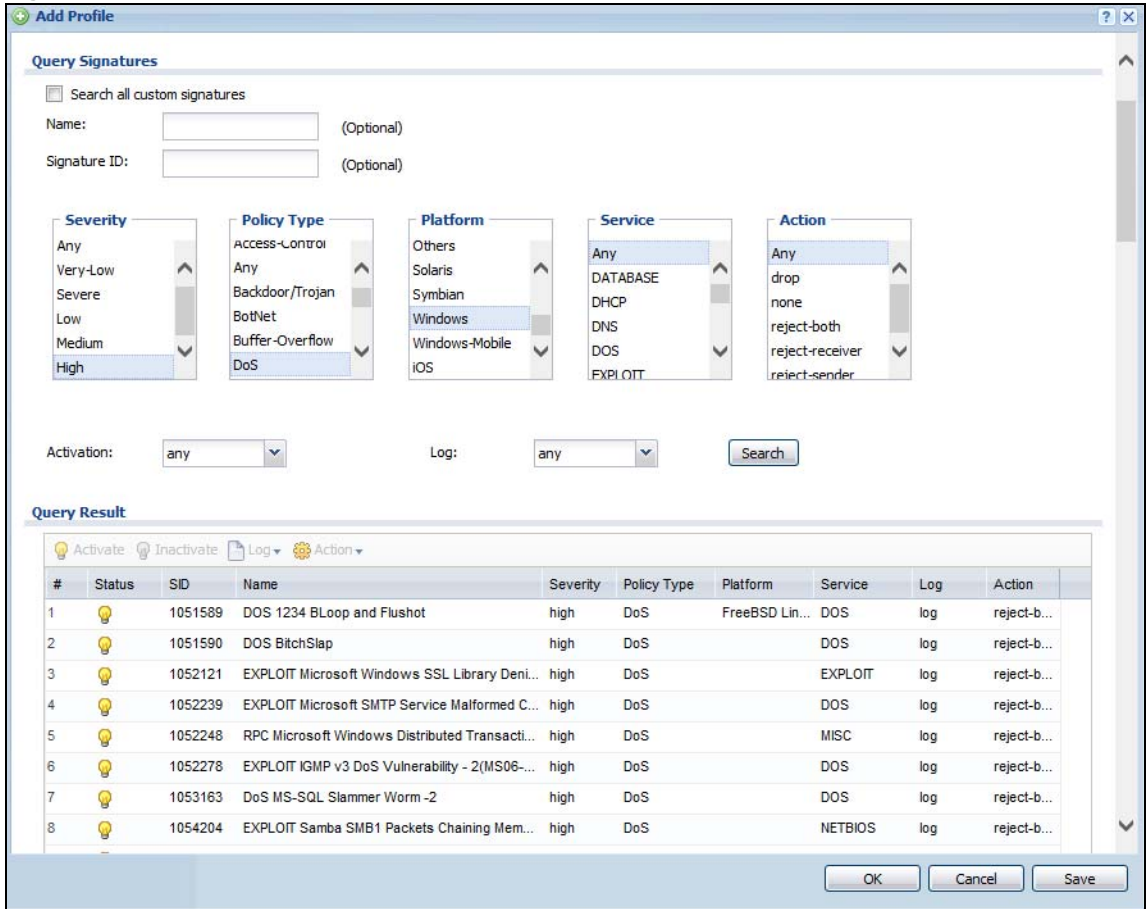 Add Profile
Query Signatures
Search all custom signatures
Name: (Optional)
Signature ID: (Optional)
Severity
Any
Very-Low
Severe
Low
Medium
High
Policy Type
Access-Control
Any
Backdoor/Trojan
BotNet
Buffer-Overflow
DoS
Platform
Others
Solaris
Symbian
Windows
Windows-Mobile
iOS
Service
Any
DATABASE
DHCP
DNS
DOS
EXPLOIT
Action
Any
drop
none
reject-both
reject-receiver
reject-sender
Activation: any Log: any Search
Query Result
Activate Inactivate Log Action
# Status SID Name Severity Policy Type Platform Service Log Action
1 1051589 DOS 1234 BLoop and Flushot high DoS FreeBSD Lin... DOS log reject-b...
2 1051590 DOS BitchSlap high DoS DOS log reject-b...
3 1052121 EXPLOIT Microsoft Windows SSL Library Deni... high DoS EXPLOIT log reject-b...
4 1052239 EXPLOIT Microsoft SMTP Service Malformed C... high DoS DOS log reject-b...
5 1052248 RPC Microsoft Windows Distributed Transacti... high DoS MISC log reject-b...
6 1052278 EXPLOIT IGMP v3 DoS Vulnerability - 2(MS06-... high DoS DOS log reject-b...
7 1053163 DoS MS-SQL Slammer Worm -2 high DoS DOS log reject-b...
8 1054204 EXPLOIT Samba SMB1 Packets Chaining Mem... high DoS NETBIOS log reject-b...
OK Cancel Save